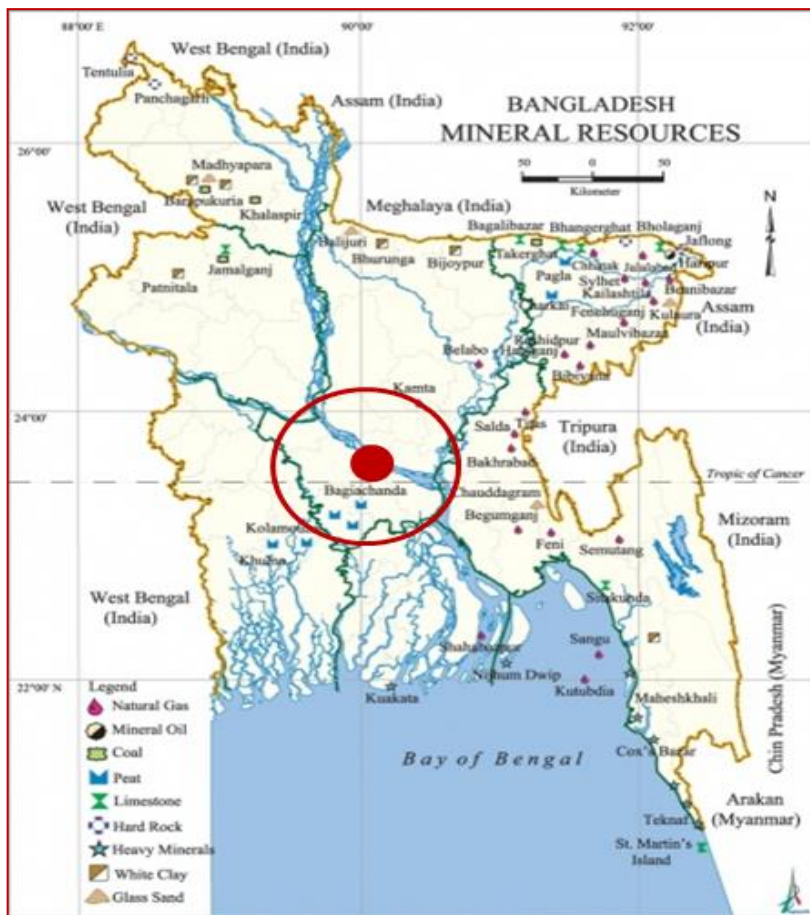 88°00' E
90°00'
92°00'
West Bengal (India)
Tentulia
Panchagarh
Assam (India)
BANGLADESH
MINERAL RESOURCES
26°00'
50
0
50
Kilometer
N
Madhyapara
Barapukuria
Khalaspir
West Bengal
(India)
Meghalaya (India)
Balijuri
Bhurunga
Bijoypur
Bagalibazar
Bhangerghat
Bholaganj
Takerghat
Jaflong
Haripur
Pagla
Chhatak
Jalalabad
Sylhet
Beanibazar
Kailashtila
Fenchuganj
Kulaura
Assam
(India)
Jamalganj
Patnitala
Maulvibazar
Rashidpur
Habiganj
Belabo
Bibiyana
Kamta
24°00'
Titas
Salda
Tripura
(India)
Bakhrabad
Tropic of Cancer
Bagiachanda
Chauddagram
Begumganj
Feni
Semutang
Mizoram
(India)
Khulna
West Bengal
(India)
Sitakunda
Shahabajpur
Sangu
Nijhum Dwip
Kutubdia
Kuakata
Maheshkhali
22°00' N
Legend
Natural Gas
Mineral Oil
Coal
Peat
Limestone
Hard Rock
Heavy Minerals
White Clay
Glass Sand
Bay of Bengal
Cox's Bazar
Chin Pradesh (Myanmar)
Arakan
(Myanmar)
Teknaf
St. Martin's
Island